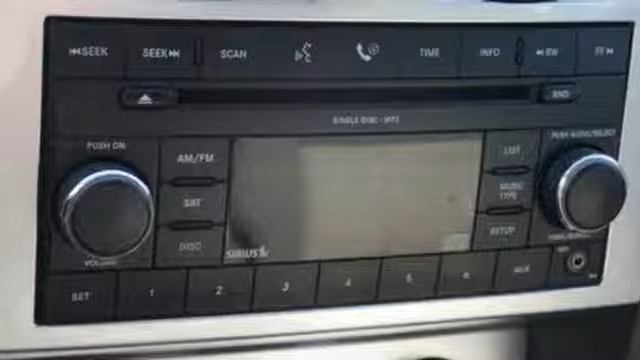 SEEK
SEEK
SCAN
TIME
INFO
RW
FF
RND
SINGLE DISC - MP3
PUSH ON/
VOLUME
AM/FM
SAT
DISC
SIRIUS
LIST
MUSIC
TYPE
SETUP
PUSH AUDIO/SELECT
SET
1
2
3
4
5
6
AUX